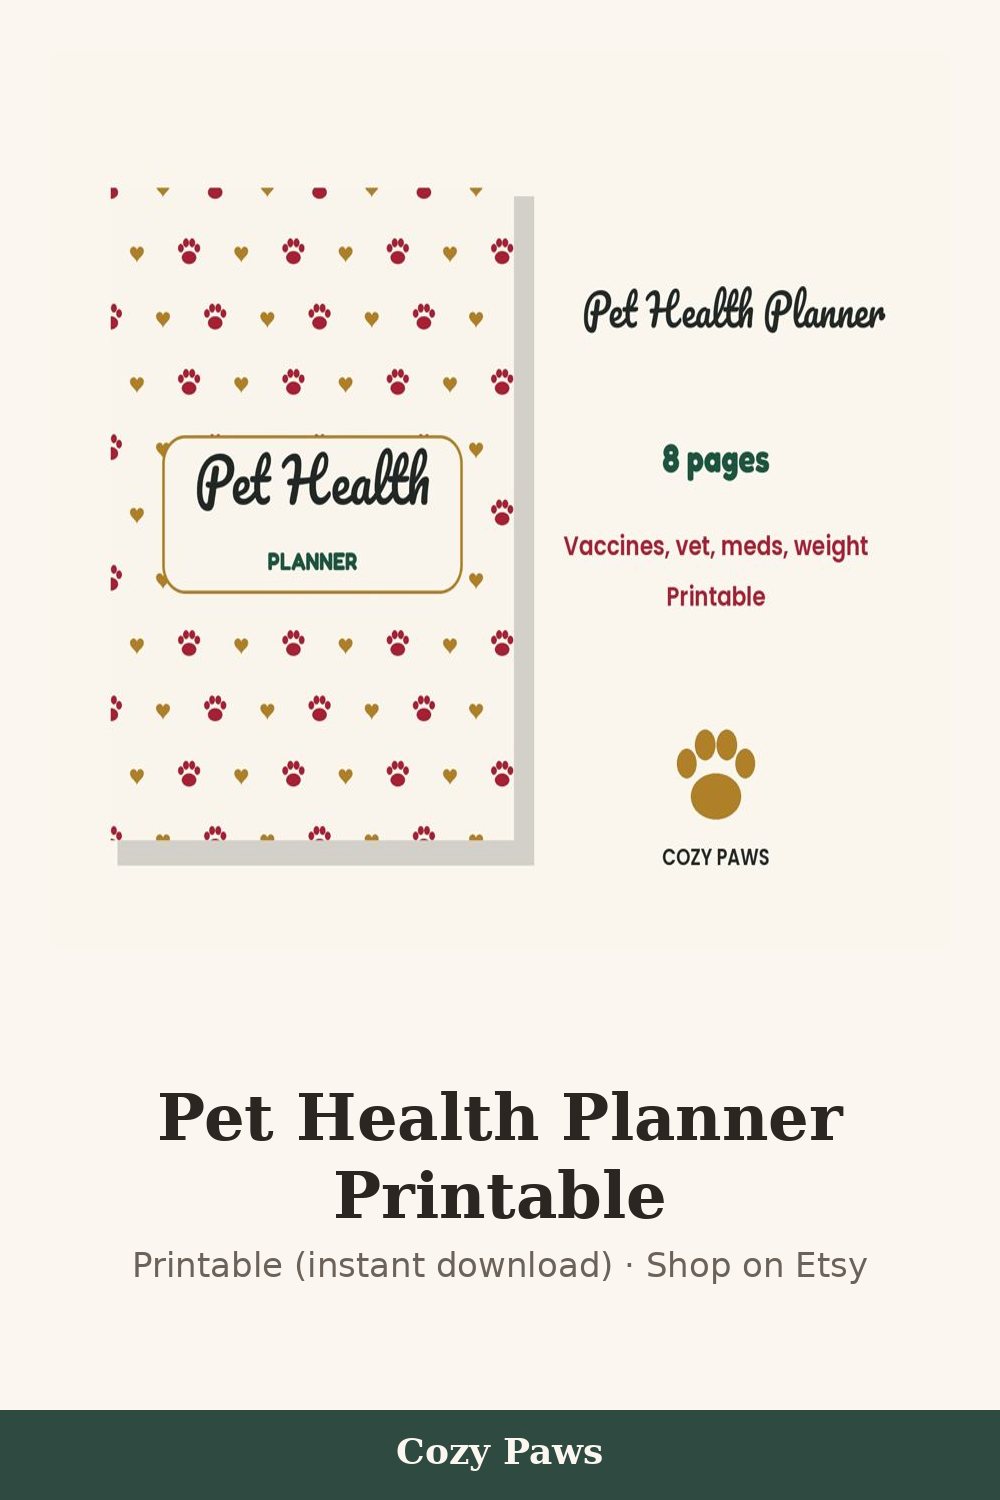 Pet Health
PLANNER
Pet Health Planner
8 pages
Vaccines, vet, meds, weight
Printable
COZY PAWS
Pet Health Planner
Printable
Printable (instant download) · Shop on Etsy
Cozy Paws